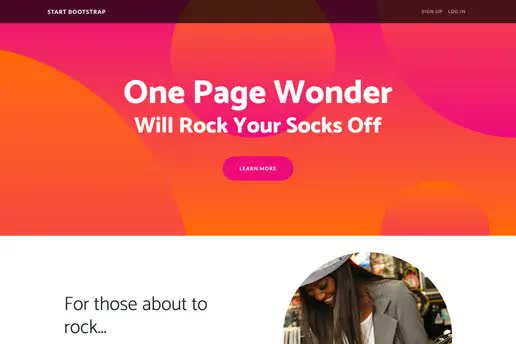 START BOOTSTRAP
SIGN UP LOG IN
One Page Wonder
Will Rock Your Socks Off
LEARN MORE
For those about to
rock...